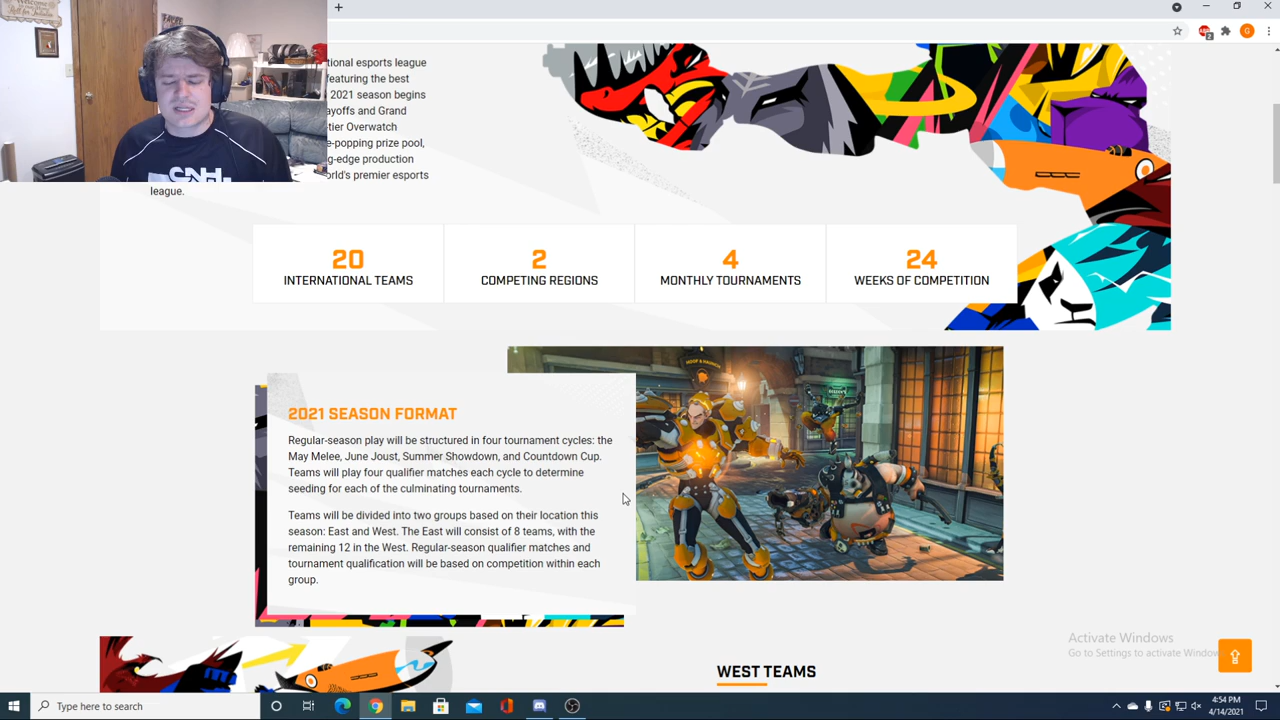 tional esports league
featuring the best
2021 season begins
ayoffs and Grand
-tier Overwatch
e-popping prize pool,
g-edge production
orld's premier esports
league.
20
INTERNATIONAL TEAMS
2
COMPETING REGIONS
4
MONTHLY TOURNAMENTS
24
WEEKS OF COMPETITION
2021 SEASON FORMAT
Regular-season play will be structured in four tournament cycles: the
May Melee, June Joust, Summer Showdown, and Countdown Cup.
Teams will play four qualifier matches each cycle to determine
seeding for each of the culminating tournaments.
Teams will be divided into two groups based on their location this
season: East and West. The East will consist of 8 teams, with the
remaining 12 in the West. Regular-season qualifier matches and
tournament qualification will be based on competition within each
group.
WEST TEAMS
Activate Windows
Go to Settings to activate Window
Type here to search
4:54 PM
4/14/2021